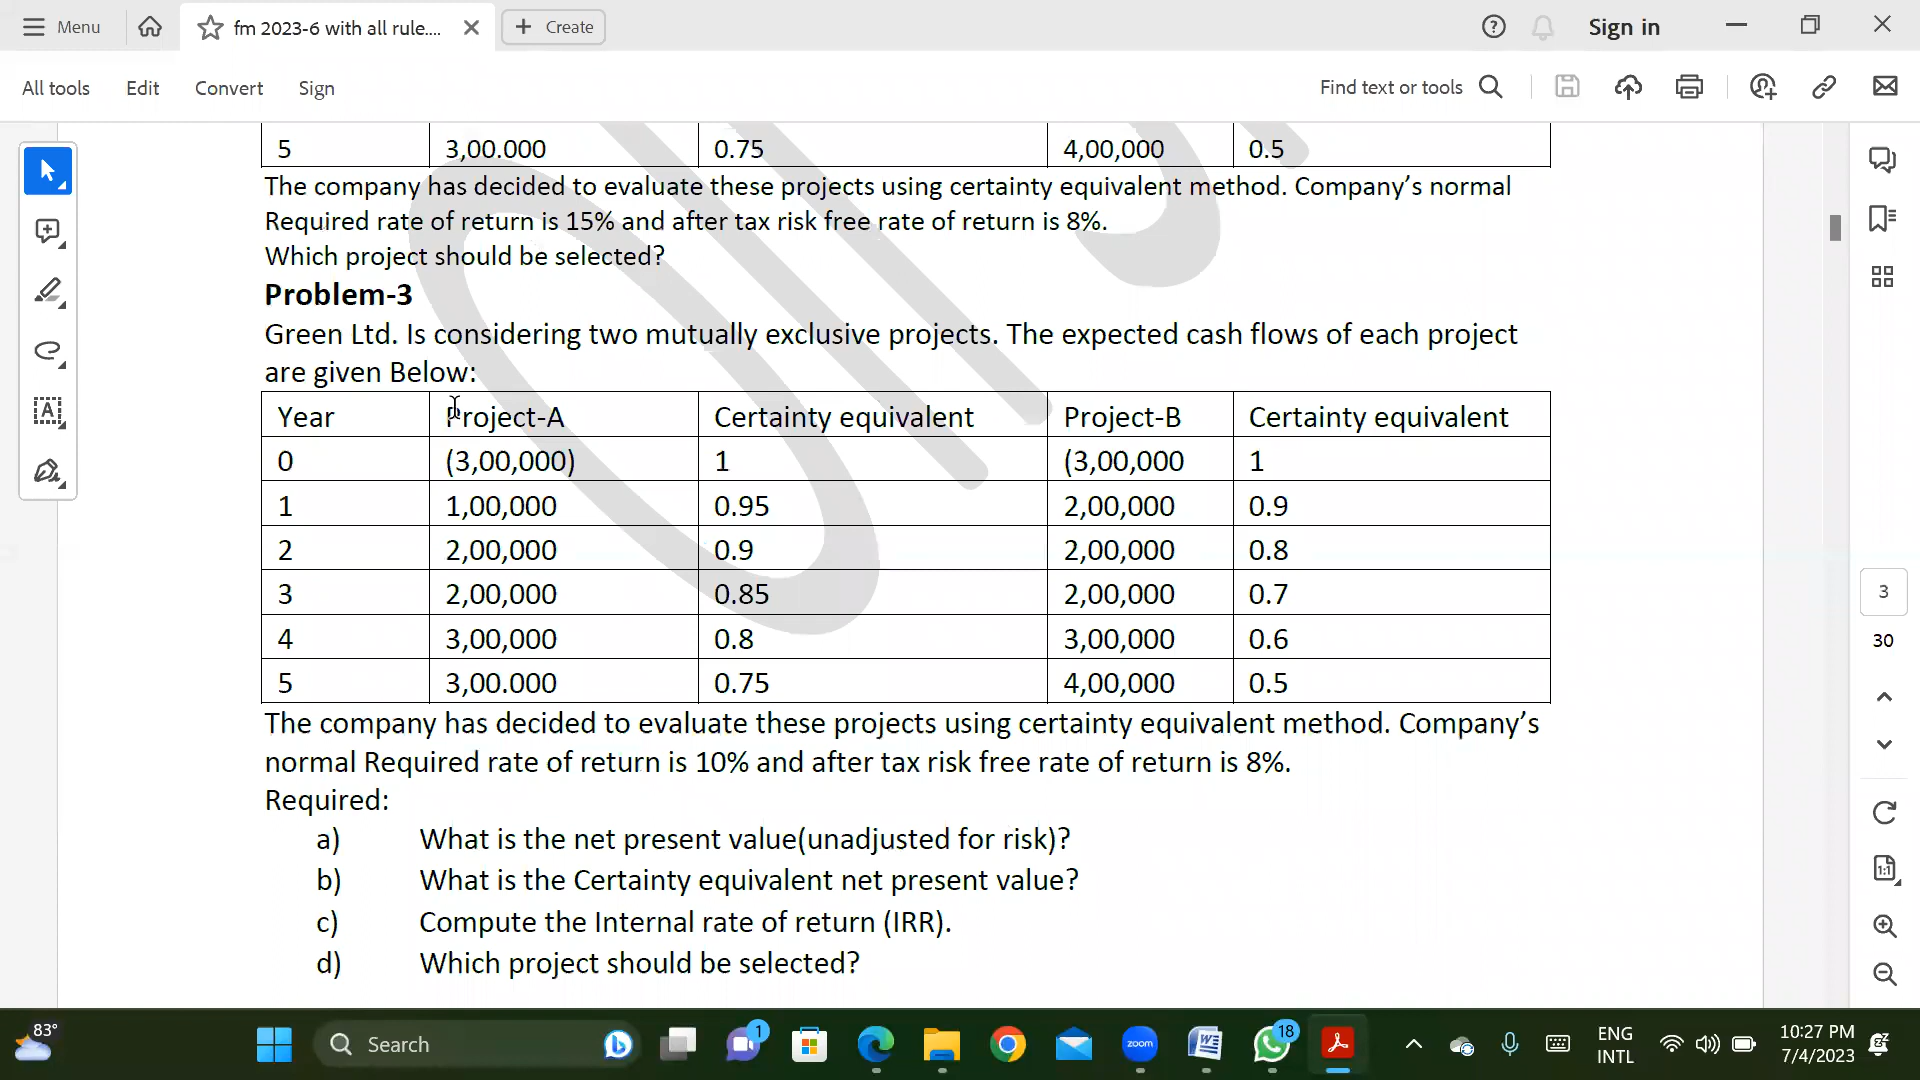 Menu fm 2023-6 with all rule.... Create Sign in
All tools Edit Convert Sign Find text or tools
5 3,00.000 0.75 4,00,000 0.5
The company has decided to evaluate these projects using certainty equivalent method. Company’s normal
Required rate of return is 15% and after tax risk free rate of return is 8%.
Which project should be selected?
Problem-3
Green Ltd. Is considering two mutually exclusive projects. The expected cash flows of each project
are given Below:
Year Project-A Certainty equivalent Project-B Certainty equivalent
0 (3,00,000) 1 (3,00,000 1
1 1,00,000 0.95 2,00,000 0.9
2 2,00,000 0.9 2,00,000 0.8
3 2,00,000 0.85 2,00,000 0.7
4 3,00,000 0.8 3,00,000 0.6
5 3,00.000 0.75 4,00,000 0.5
The company has decided to evaluate these projects using certainty equivalent method. Company’s
normal Required rate of return is 10% and after tax risk free rate of return is 8%.
Required:
a) What is the net present value(unadjusted for risk)?
b) What is the Certainty equivalent net present value?
c) Compute the Internal rate of return (IRR).
d) Which project should be selected?
3
30
1:1
83°
Search
1
zoom
18
ENG
INTL
10:27 PM
7/4/2023